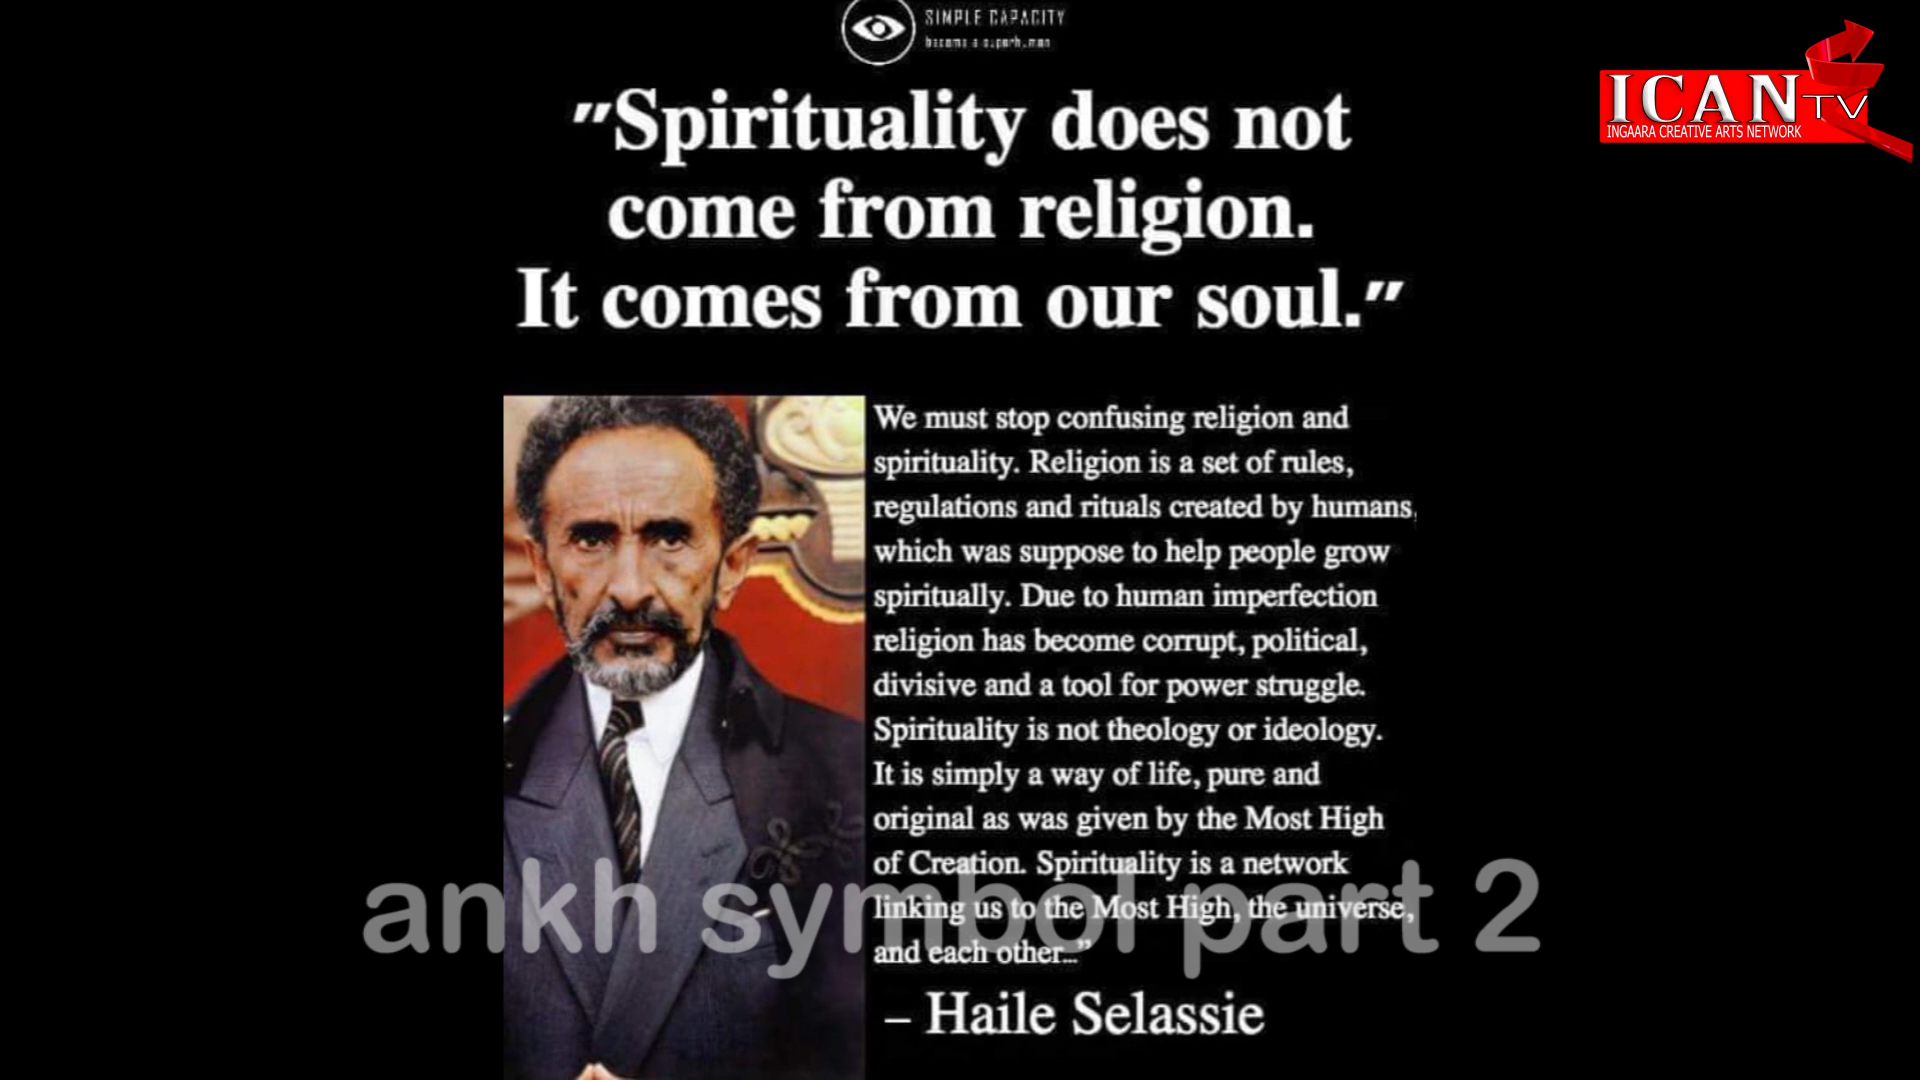 SIMPLE CAPACITY
become a superhuman
ICAN TV
INGAARA CREATIVE ARTS NETWORK
"Spirituality does not
come from religion.
It comes from our soul."
We must stop confusing religion and
spirituality. Religion is a set of rules,
regulations and rituals created by humans,
which was suppose to help people grow
spiritually. Due to human imperfection
religion has become corrupt, political,
divisive and a tool for power struggle.
Spirituality is not theology or ideology.
It is simply a way of life, pure and
original as was given by the Most High
of Creation. Spirituality is a network
linking us to the Most High, the universe,
and each other..."
ankh symbol part 2
– Haile Selassie